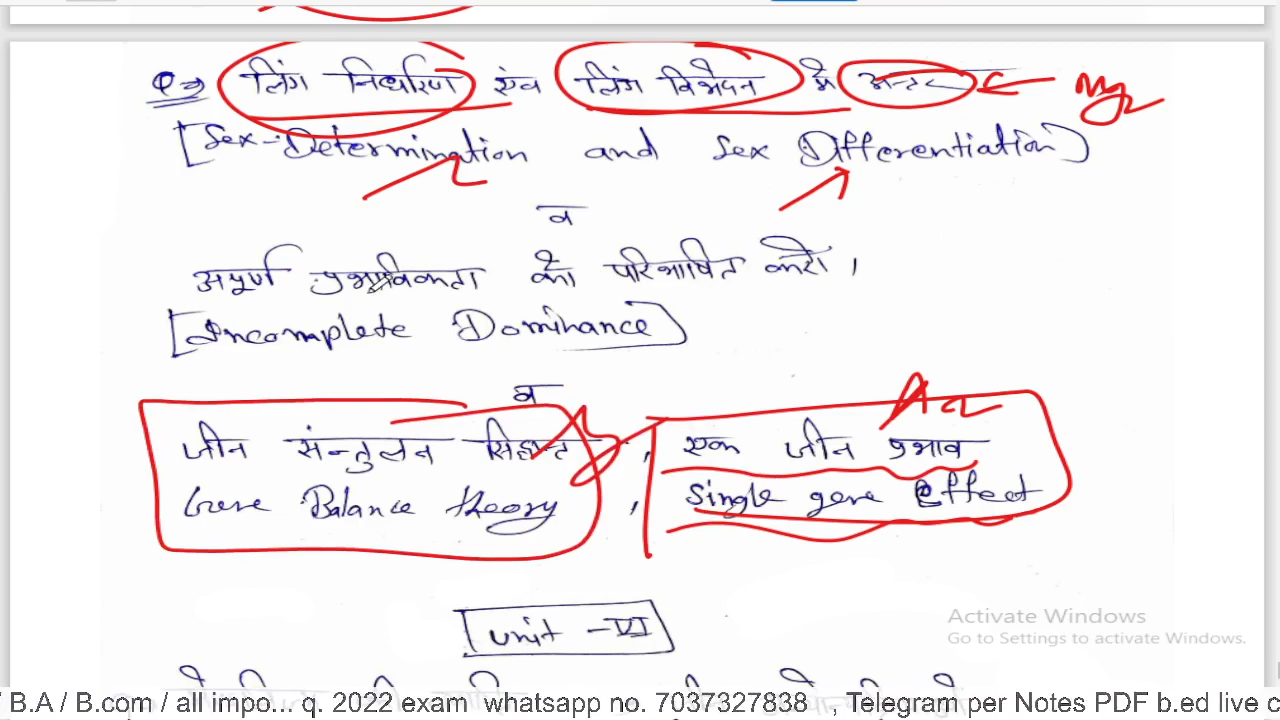 Q⇒ लिंग निर्धारण एंव लिंग विभेदन मे अन्तर
[Sex-Determination and Sex Differentiation]
व
अपूर्ण प्रभाविकता को परिभाषित करो ।
[Incomplete Dominance]
व
जीन संन्तुलन सिद्धान्त , एक जीन प्रभाव
Gene Balance theory , Single gene Effect
Activate Windows
Go to Settings to activate Windows.
Unit - VI
B.A / B.com / all impo... q. 2022 exam whatsapp no. 7037327838 , Telegram per Notes PDF b.ed live c